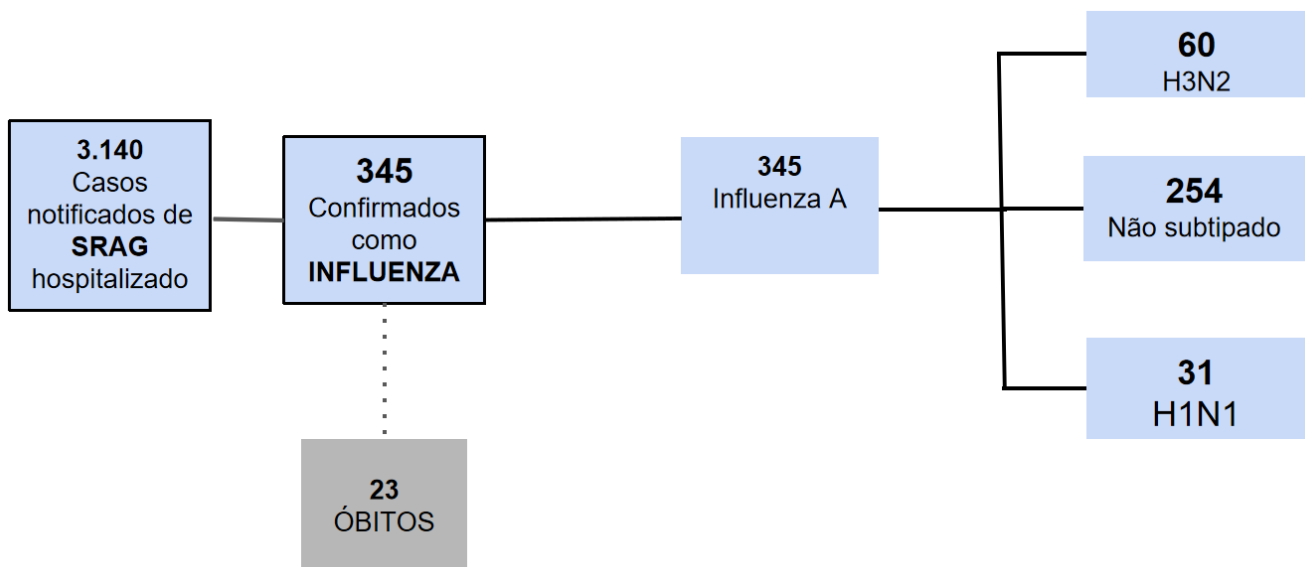 3.140
Casos
notificados de
SRAG
hospitalizado
345
Confirmados
como
INFLUENZA
23
ÓBITOS
345
Influenza A
60
H3N2
254
Não subtipado
31
H1N1